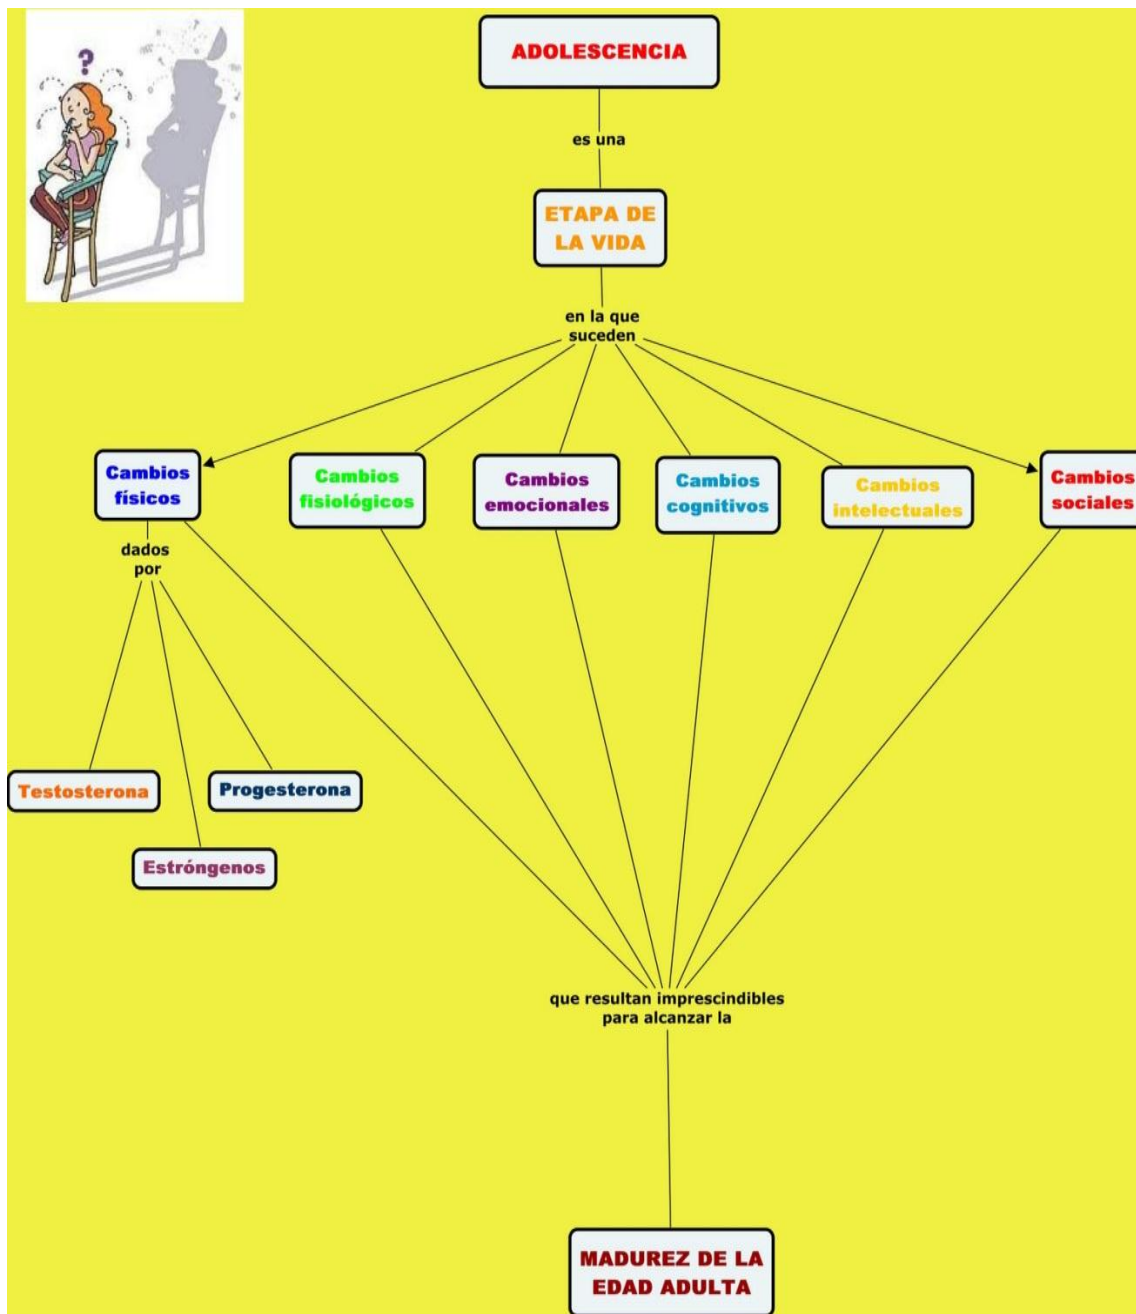 ?
ADOLESCENCIA
es una
ETAPA DE
LA VIDA
en la que
suceden
Cambios
físicos
Cambios
fisiológicos
Cambios
emocionales
Cambios
cognitivos
Cambios
intelectuales
Cambios
sociales
dados
por
Testosterona
Progesterona
Estróngenos
que resultan imprescindibles
para alcanzar la
MADUREZ DE LA
EDAD ADULTA